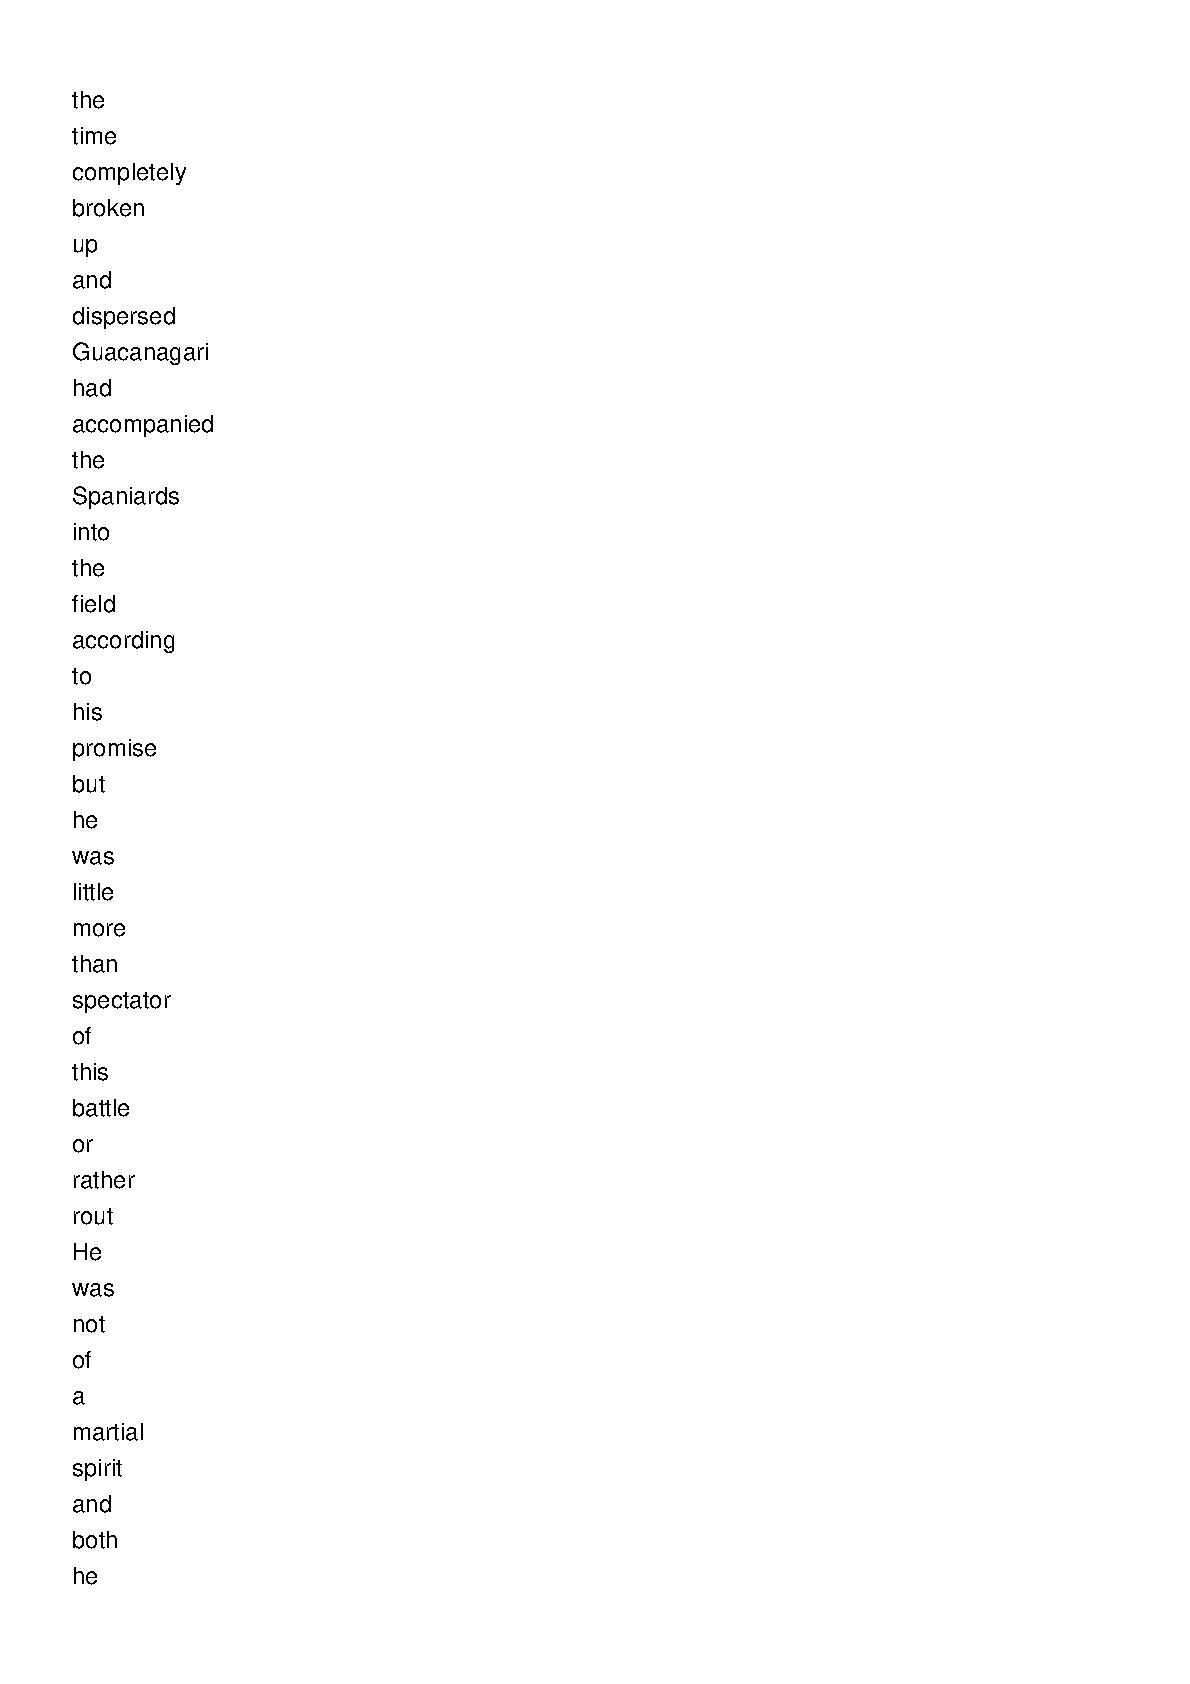 the
time
completely
broken
up
and
dispersed
Guacanagari
had
accompanied
the
Spaniards
into
the
field
according
to
his
promise
but
he
was
little
more
than
spectator
of
this
battle
or
rather
rout
He
was
not
of
a
martial
spirit
and
both
he